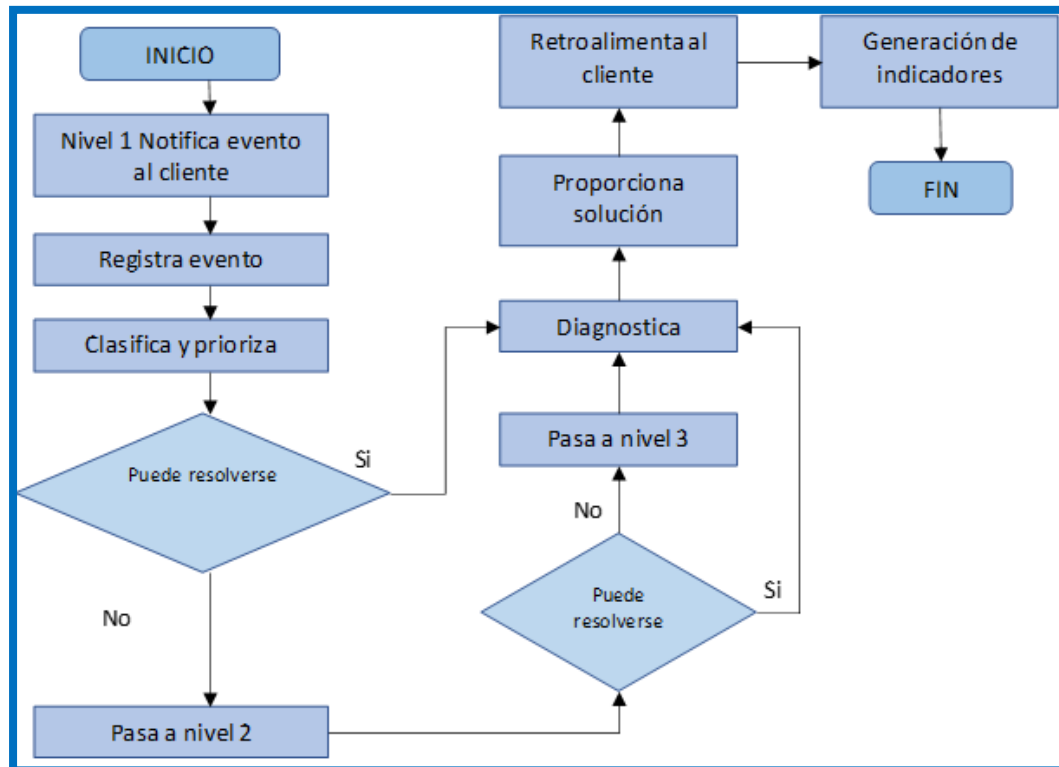 INICIO
Nivel 1 Notifica evento
al cliente
Registra evento
Clasifica y prioriza
Puede resolverse
Si
No
Pasa a nivel 2
Puede
resolverse
Si
No
Pasa a nivel 3
Diagnostica
Proporciona
solución
Retroalimenta al
cliente
Generación de
indicadores
FIN